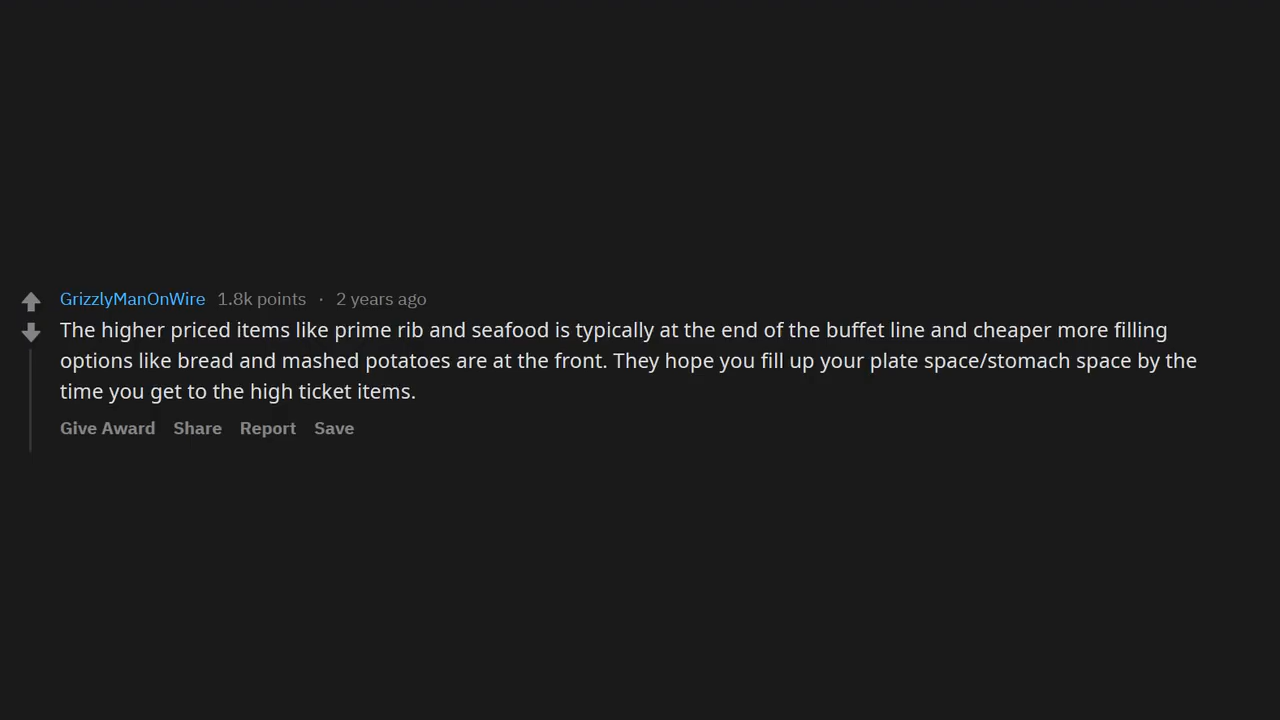 GrizzlyManOnWire 1.8k points · 2 years ago
The higher priced items like prime rib and seafood is typically at the end of the buffet line and cheaper more filling
options like bread and mashed potatoes are at the front. They hope you fill up your plate space/stomach space by the
time you get to the high ticket items.
Give Award Share Report Save